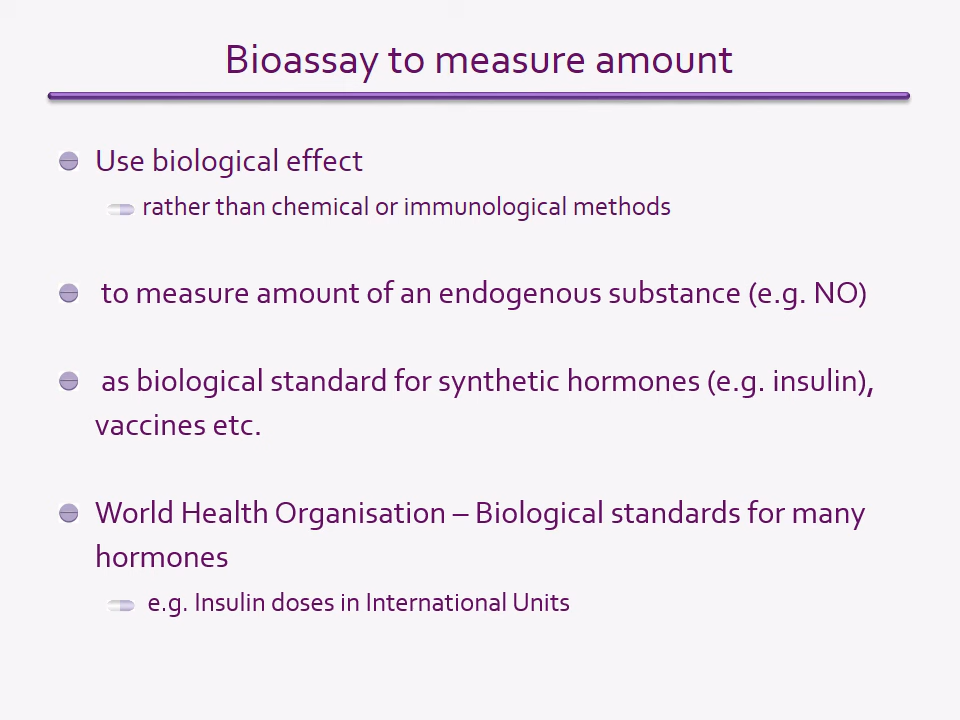 Bioassay to measure amount
Use biological effect
rather than chemical or immunological methods
to measure amount of an endogenous substance (e.g. NO)
as biological standard for synthetic hormones (e.g. insulin),
vaccines etc.
World Health Organisation – Biological standards for many
hormones
e.g. Insulin doses in International Units